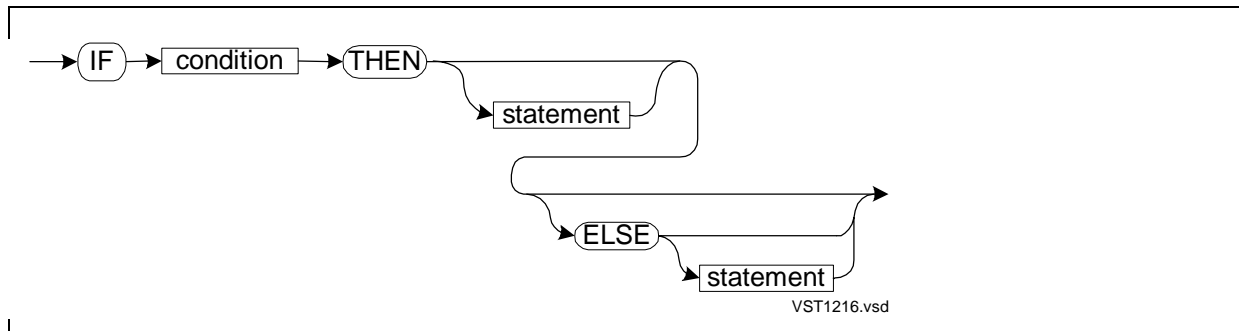 IF condition THEN
statement
ELSE
statement
VST1216.vsd